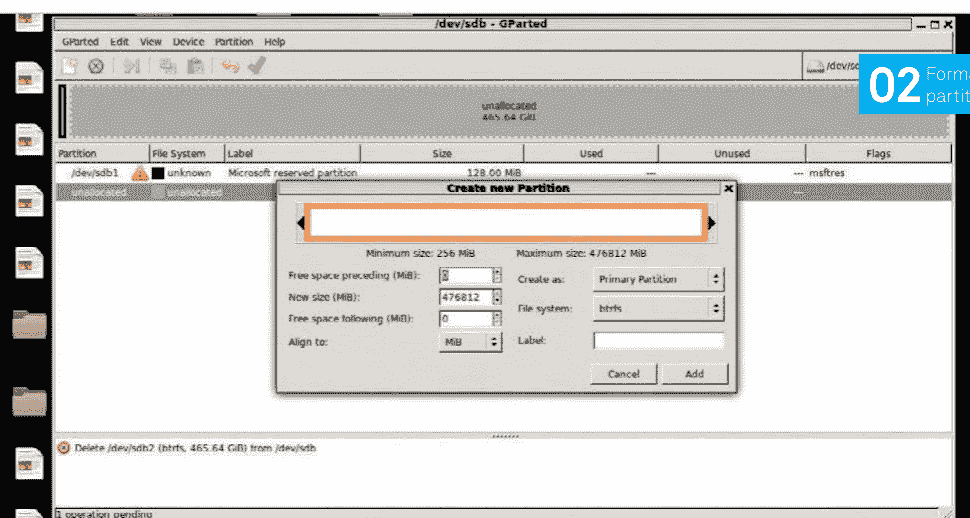 /dev/sdb - GParted
GParted Edit View Device Partition Help
/dev/sd
02 Forma
partit
unallocated
465.64 GiB
Partition File System Label Size Used Unused Flags
/dev/sdb1 unknown Microsoft reserved partition 128.00 MiB --- --- msftres
unallocated unallocated ---
Create new Partition
Minimum size: 256 MiB Maximum size: 476812 MiB
Free space preceding (MiB): 0 Create as: Primary Partition
New size (MiB): 476812
File system: btrfs
Free space following (MiB): 0
Align to: MiB Label:
Cancel Add
Delete /dev/sdb2 (btrfs, 465.64 GiB) from /dev/sdb
1 operation pending